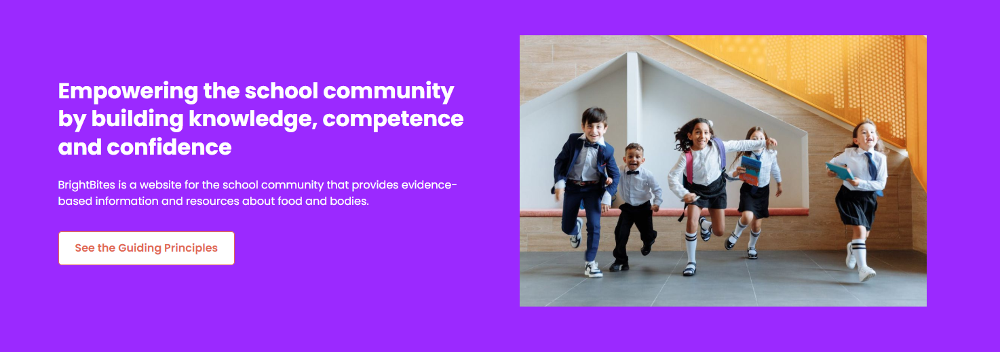 Empowering the school community
by building knowledge, competence
and confidence
BrightBites is a website for the school community that provides evidence-
based information and resources about food and bodies.
See the Guiding Principles